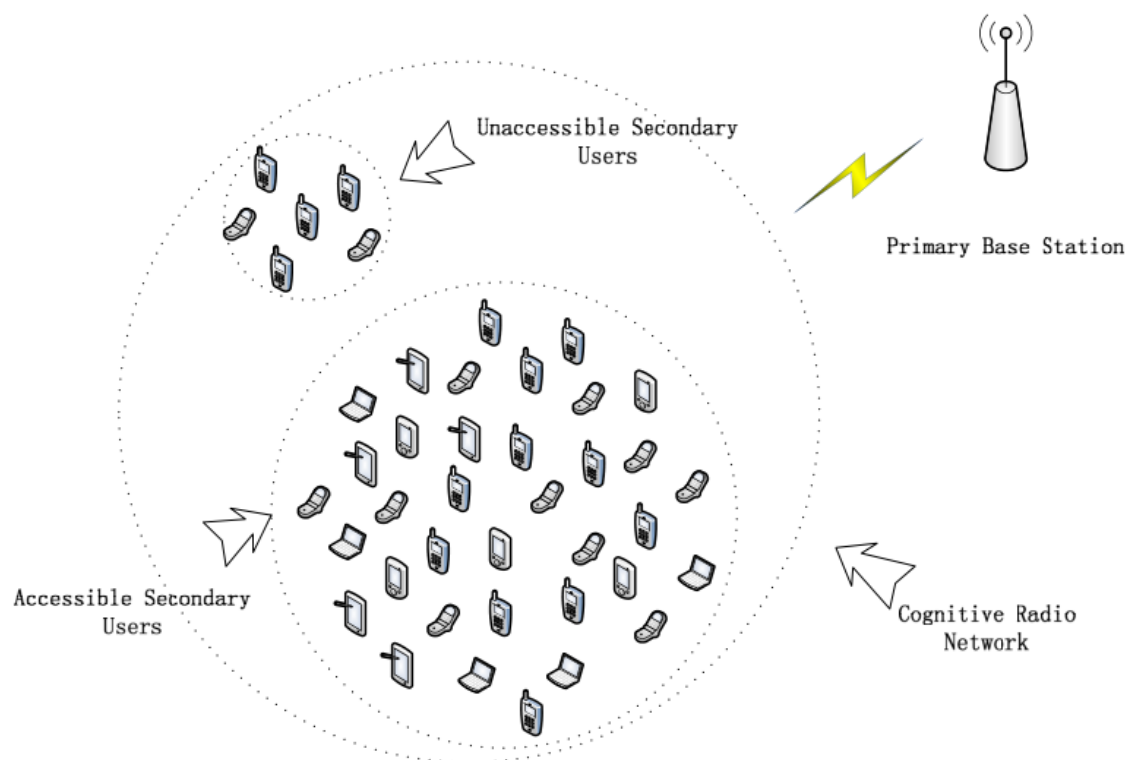 Unaccessible Secondary
Users
Primary Base Station
Accessible Secondary
Users
Cognitive Radio
Network